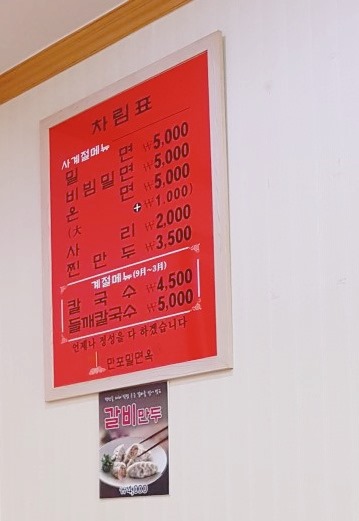 차림표
사계절메뉴
밀면 ₩5,000
비빔밀면 ₩5,000
온면 ₩5,000
(大 +₩1,000)
사리 ₩2,000
찐만두 ₩3,500
계절메뉴(9月~3月)
칼국수 ₩4,500
들깨칼국수 ₩5,000
언제나 정성을 다 하겠습니다
만포밀면옥
갈비만두
₩4,000